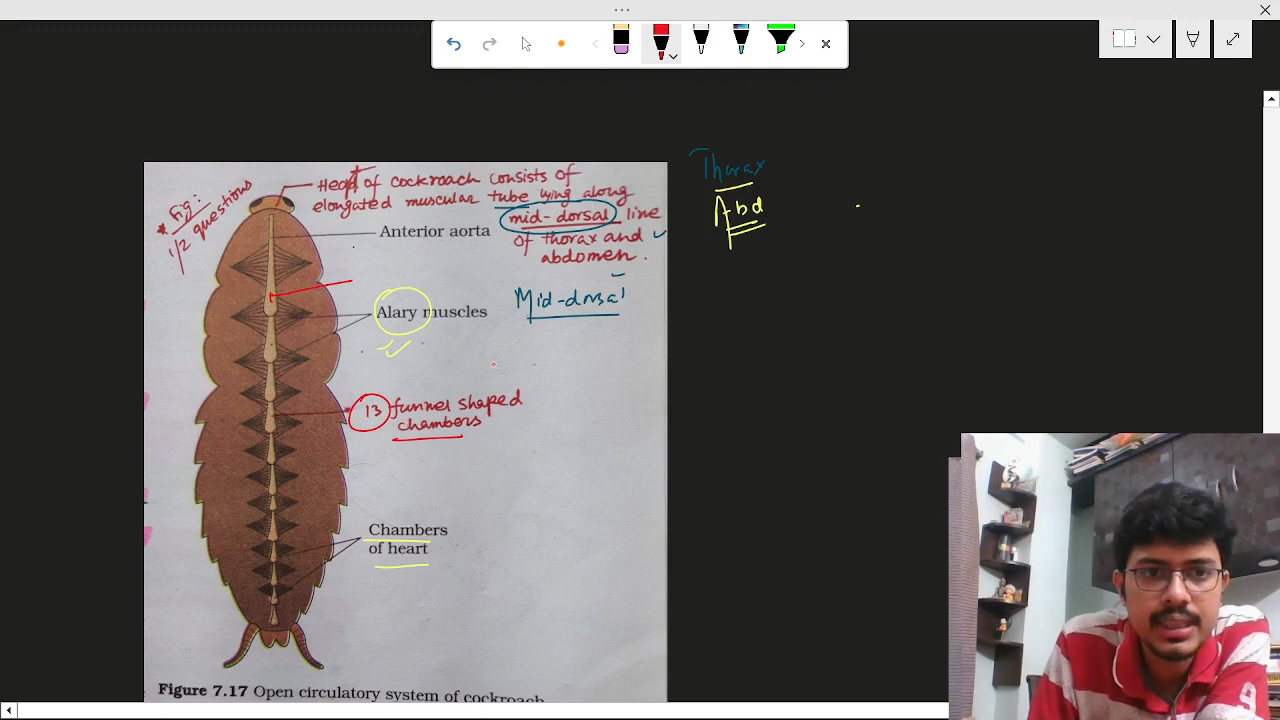 * Fig:
1/2 questions
Heart of cockroach consists of
elongated muscular tube lying along
mid-dorsal line
of thorax and
abdomen.
Anterior aorta
Alary muscles
13 funnel shaped
chambers
Chambers
of heart
Figure 7.17 Open circulatory system of cockroach
Mid-dorsal
Thorax
Abd